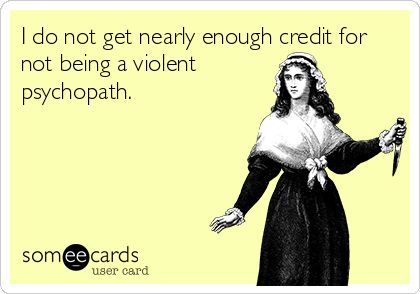 I do not get nearly enough credit for
not being a violent
psychopath.
someecards
user card